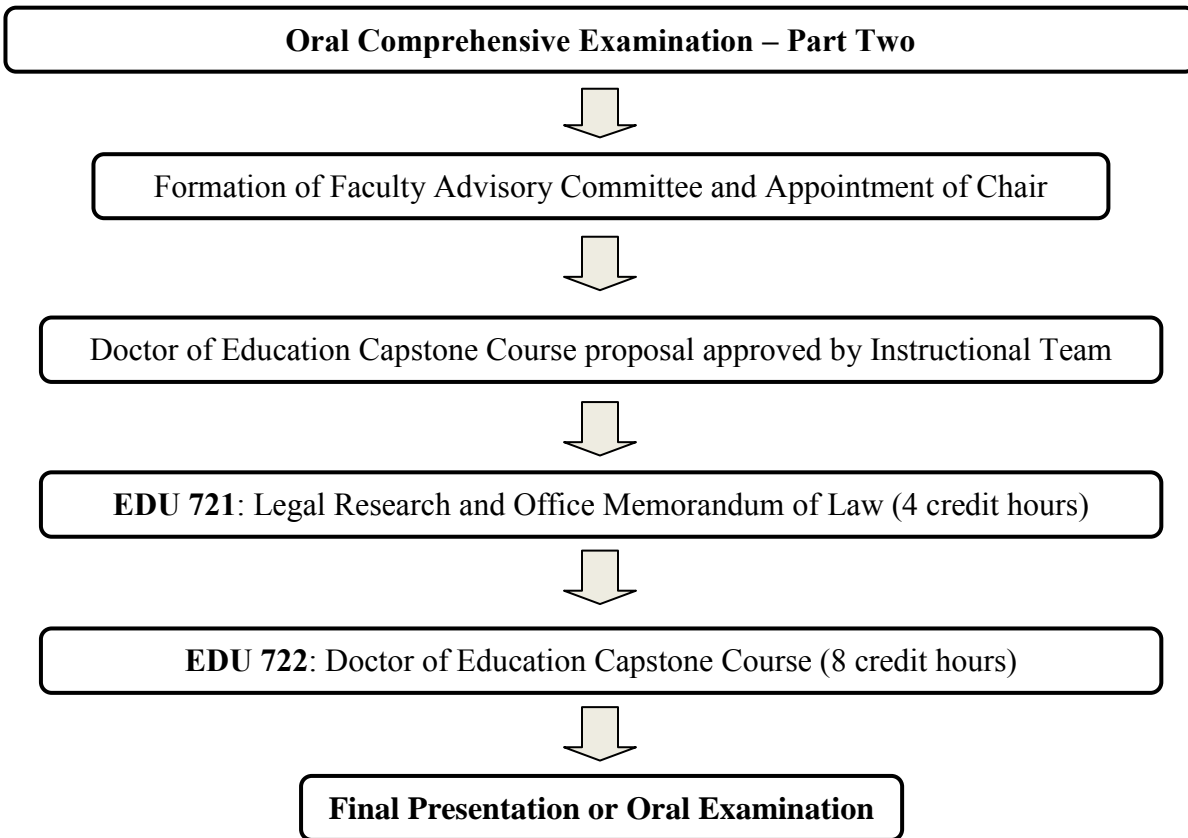 Oral Comprehensive Examination – Part Two
Formation of Faculty Advisory Committee and Appointment of Chair
Doctor of Education Capstone Course proposal approved by Instructional Team
EDU 721: Legal Research and Office Memorandum of Law (4 credit hours)
EDU 722: Doctor of Education Capstone Course (8 credit hours)
Final Presentation or Oral Examination